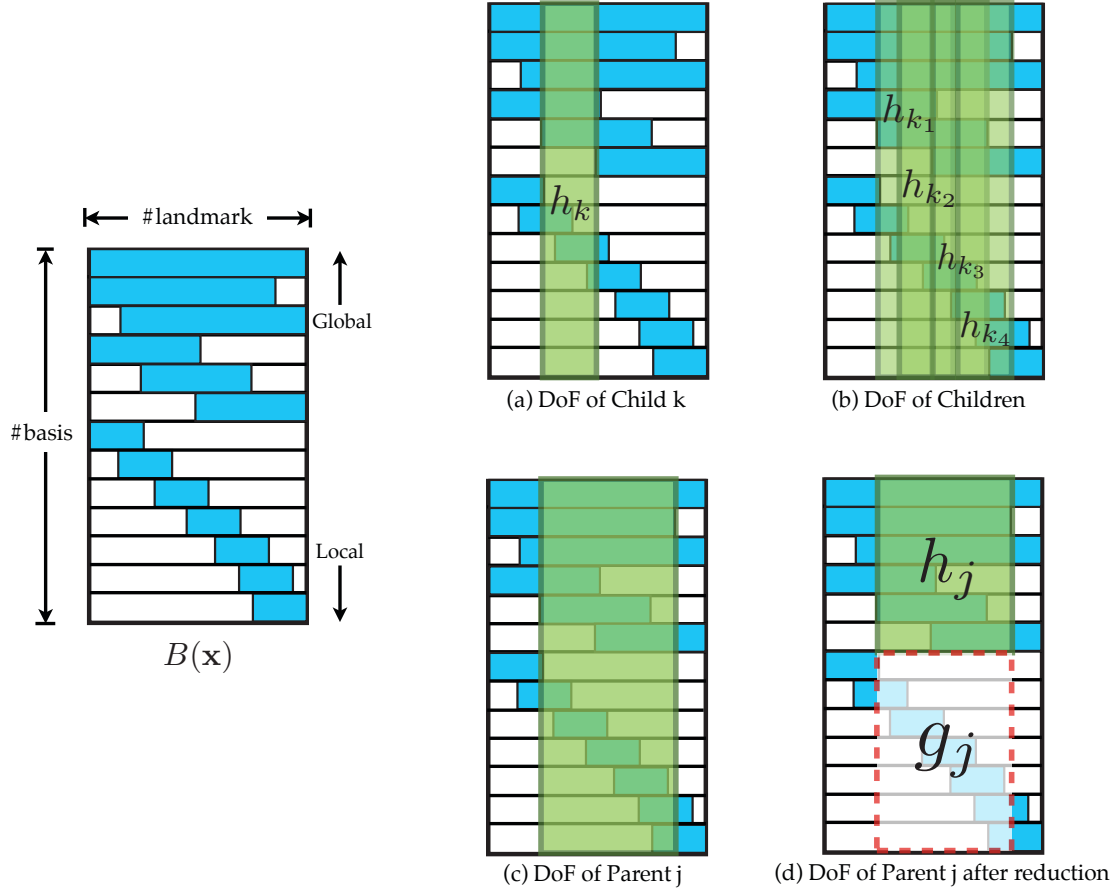 #landmark
Global
#basis
Local
B(x)
h_k
(a) DoF of Child k
h_{k_1}
h_{k_2}
h_{k_3}
h_{k_4}
(b) DoF of Children
(c) DoF of Parent j
h_j
g_j
(d) DoF of Parent j after reduction